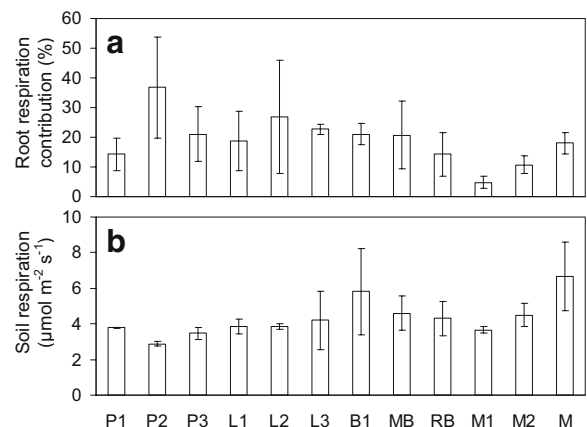 a
Root respiration
contribution (%)
60
50
40
30
20
10
0
b
Soil respiration
(μmol m⁻² s⁻¹)
10
8
6
4
2
0
P1 P2 P3 L1 L2 L3 B1 MB RB M1 M2 M